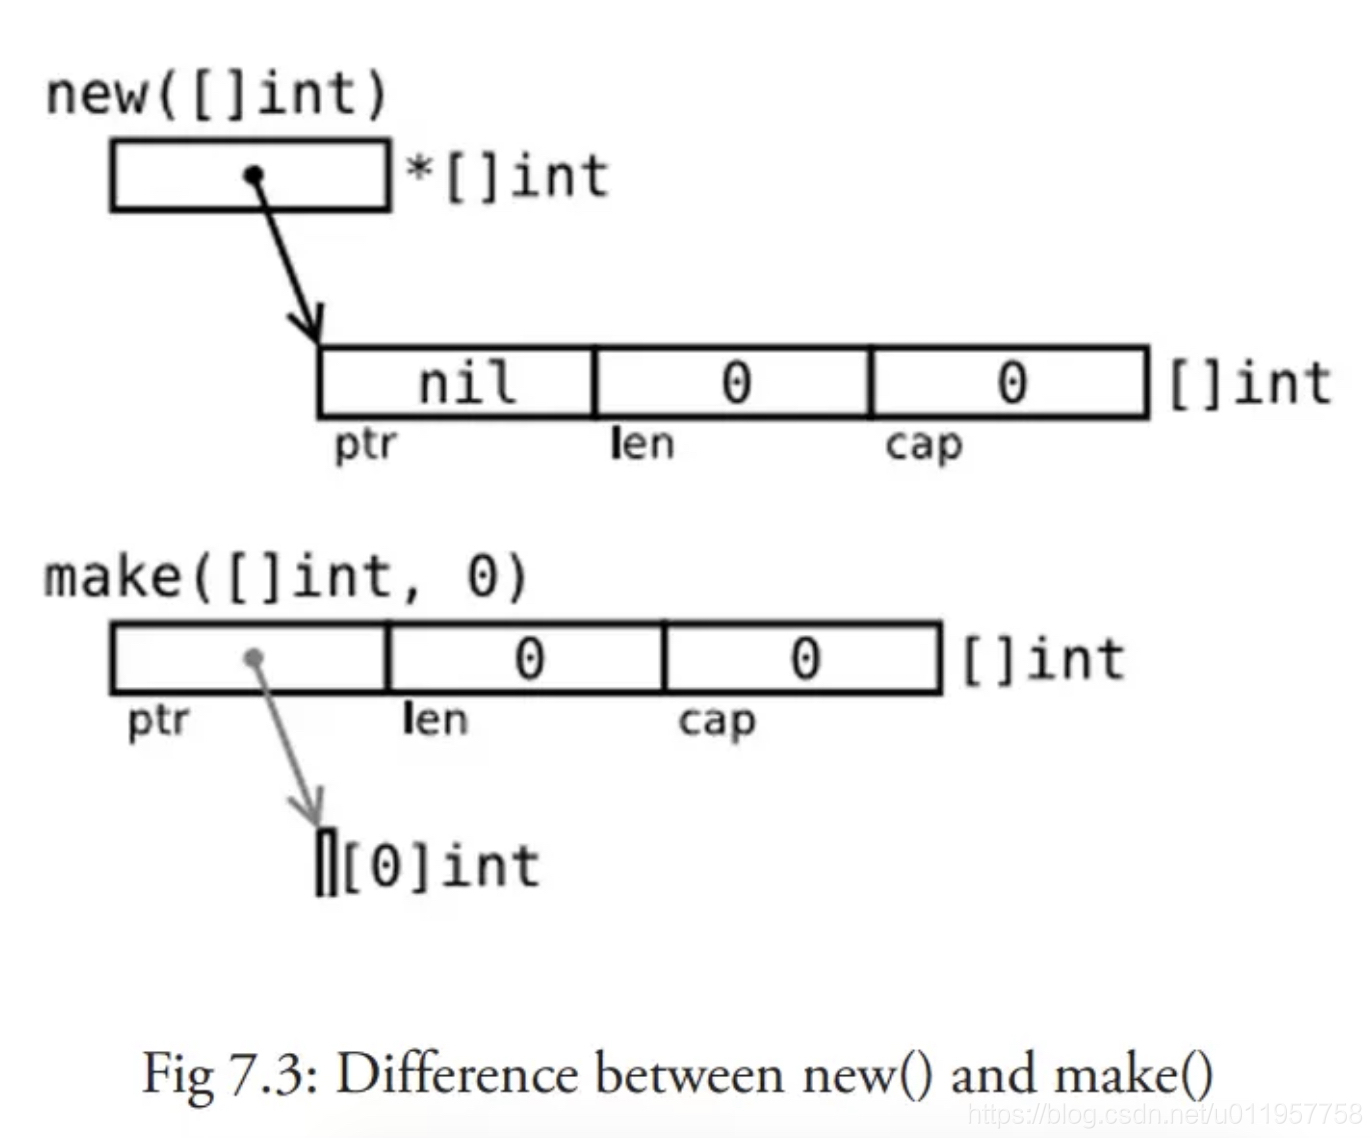 new([]int)
*[]int
nil 0 0 []int
ptr len cap
make([]int, 0)
0 0 []int
ptr len cap
[0]int
Fig 7.3: Difference between new() and make()
https://blog.csdn.net/u011957758